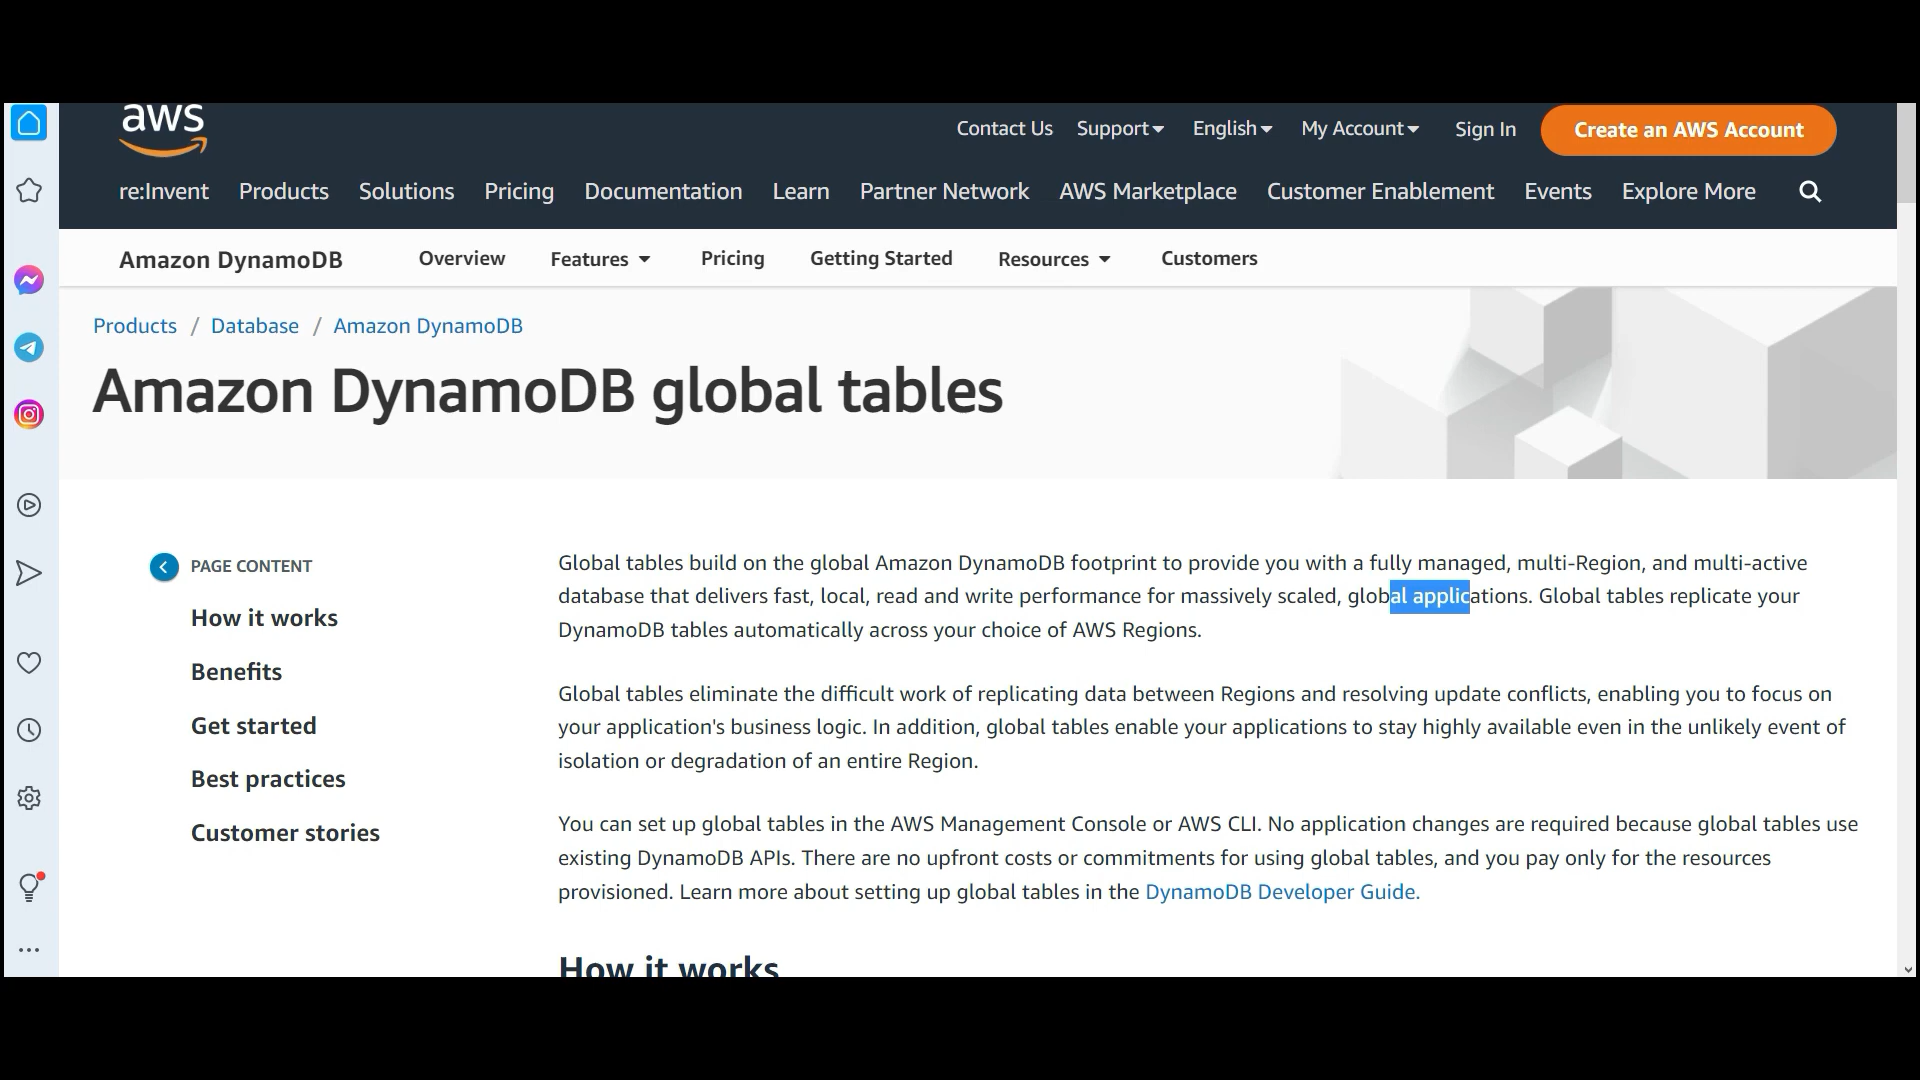 aws
Contact Us Support English My Account Sign In Create an AWS Account
re:Invent Products Solutions Pricing Documentation Learn Partner Network AWS Marketplace Customer Enablement Events Explore More
Amazon DynamoDB Overview Features Pricing Getting Started Resources Customers
Products / Database / Amazon DynamoDB
Amazon DynamoDB global tables
PAGE CONTENT
How it works
Benefits
Get started
Best practices
Customer stories
Global tables build on the global Amazon DynamoDB footprint to provide you with a fully managed, multi-Region, and multi-active
database that delivers fast, local, read and write performance for massively scaled, global applications. Global tables replicate your
DynamoDB tables automatically across your choice of AWS Regions.
Global tables eliminate the difficult work of replicating data between Regions and resolving update conflicts, enabling you to focus on
your application's business logic. In addition, global tables enable your applications to stay highly available even in the unlikely event of
isolation or degradation of an entire Region.
You can set up global tables in the AWS Management Console or AWS CLI. No application changes are required because global tables use
existing DynamoDB APIs. There are no upfront costs or commitments for using global tables, and you pay only for the resources
provisioned. Learn more about setting up global tables in the DynamoDB Developer Guide.
How it works